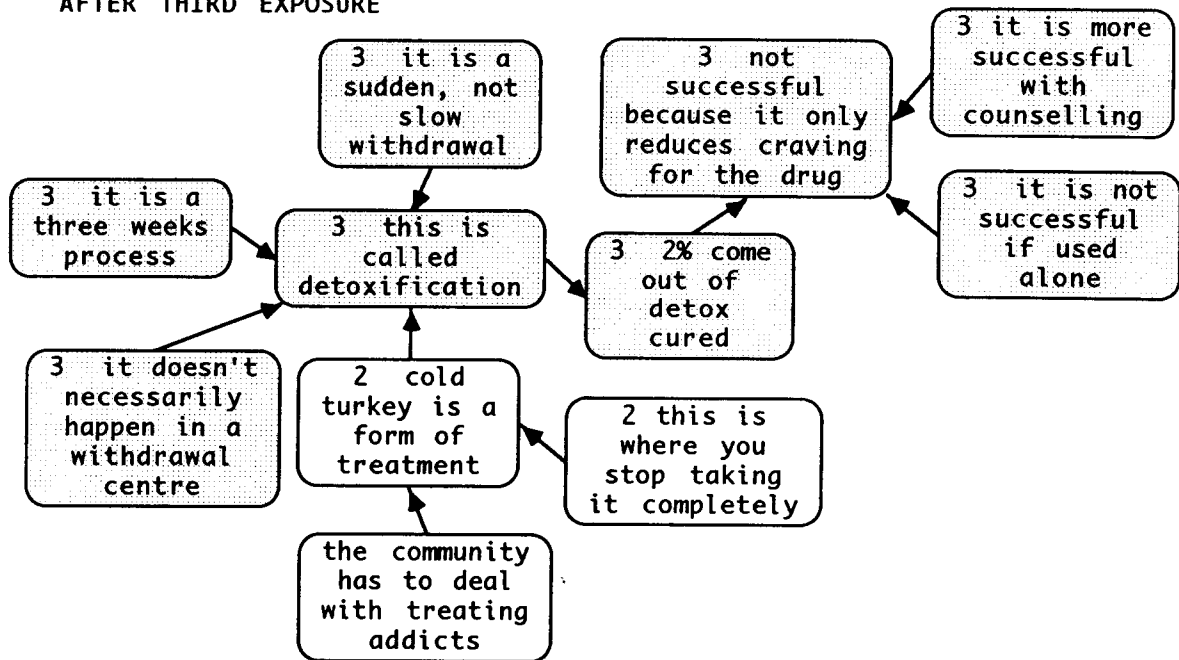 AFTER THIRD EXPOSURE
3 it is a
sudden, not
slow
withdrawal
3 not
successful
because it only
reduces craving
for the drug
3 it is more
successful
with
counselling
3 it is a
three weeks
process
3 this is
called
detoxification
3 2% come
out of
detox
cured
3 it is not
successful
if used
alone
3 it doesn't
necessarily
happen in a
withdrawal
centre
2 cold
turkey is a
form of
treatment
2 this is
where you
stop taking
it completely
the community
has to deal
with treating
addicts